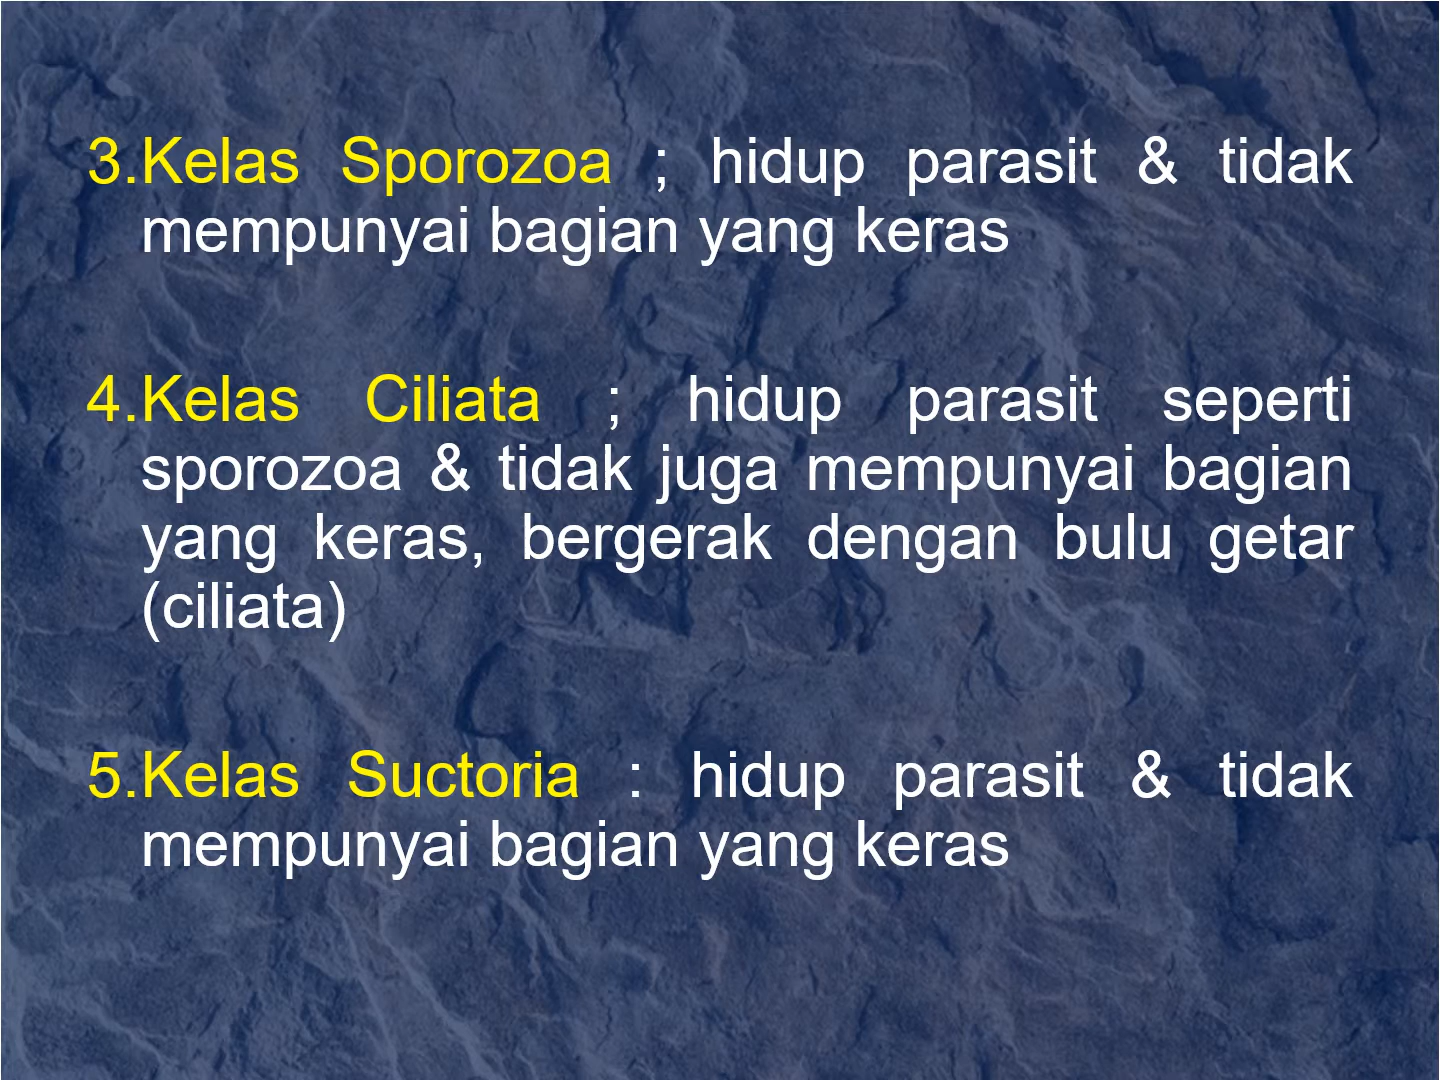 3.Kelas Sporozoa ; hidup parasit & tidak
mempunyai bagian yang keras
4.Kelas Ciliata ; hidup parasit seperti
sporozoa & tidak juga mempunyai bagian
yang keras, bergerak dengan bulu getar
(ciliata)
5.Kelas Suctoria : hidup parasit & tidak
mempunyai bagian yang keras